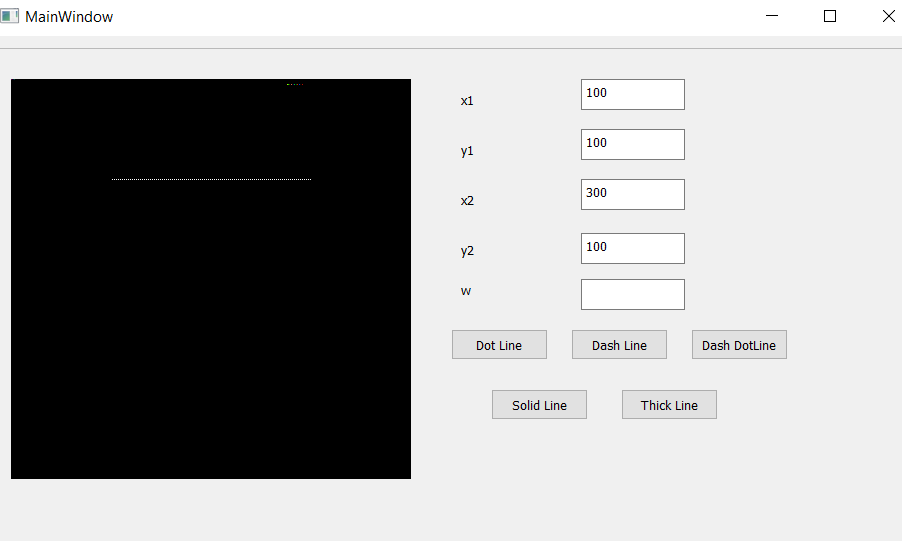 MainWindow
x1 100
y1 100
x2 300
y2 100
w
Dot Line Dash Line Dash DotLine
Solid Line Thick Line